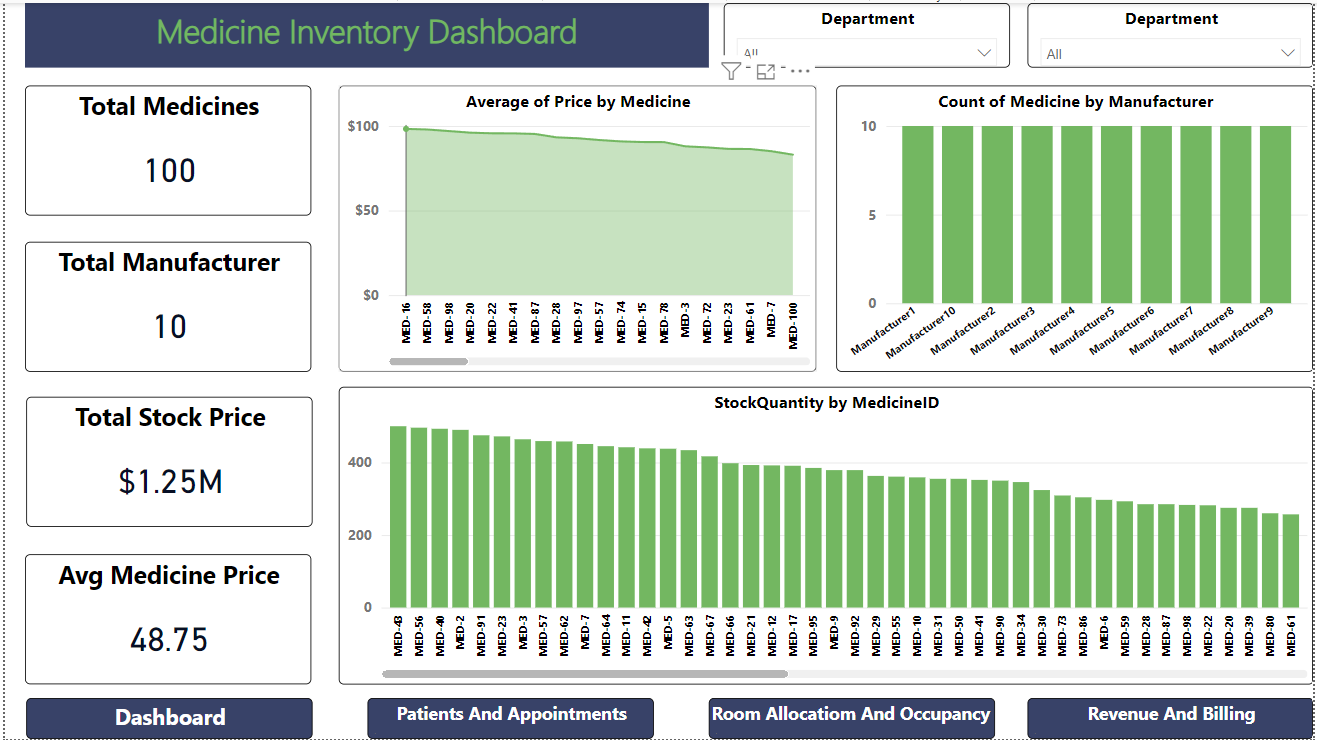 Medicine Inventory Dashboard
Department
All
Department
All
Total Medicines
100
Total Manufacturer
10
Total Stock Price
$1.25M
Avg Medicine Price
48.75
Average of Price by Medicine
$100
$50
$0
MED-16 MED-58 MED-98 MED-20 MED-22 MED-41 MED-87 MED-28 MED-97 MED-57 MED-74 MED-15 MED-78 MED-3 MED-72 MED-23 MED-61 MED-7 MED-100
Count of Medicine by Manufacturer
10
5
0
Manufacturer1 Manufacturer10 Manufacturer2 Manufacturer3 Manufacturer4 Manufacturer5 Manufacturer6 Manufacturer7 Manufacturer8 Manufacturer9
StockQuantity by MedicineID
400
200
0
MED-43 MED-56 MED-40 MED-2 MED-91 MED-23 MED-3 MED-57 MED-62 MED-7 MED-64 MED-11 MED-42 MED-5 MED-63 MED-67 MED-66 MED-21 MED-12 MED-17 MED-95 MED-9 MED-92 MED-29 MED-55 MED-10 MED-31 MED-50 MED-41 MED-90 MED-34 MED-30 MED-73 MED-86 MED-6 MED-59 MED-28 MED-87 MED-98 MED-22 MED-20 MED-39 MED-80 MED-61
Dashboard
Patients And Appointments
Room Allocatiom And Occupancy
Revenue And Billing